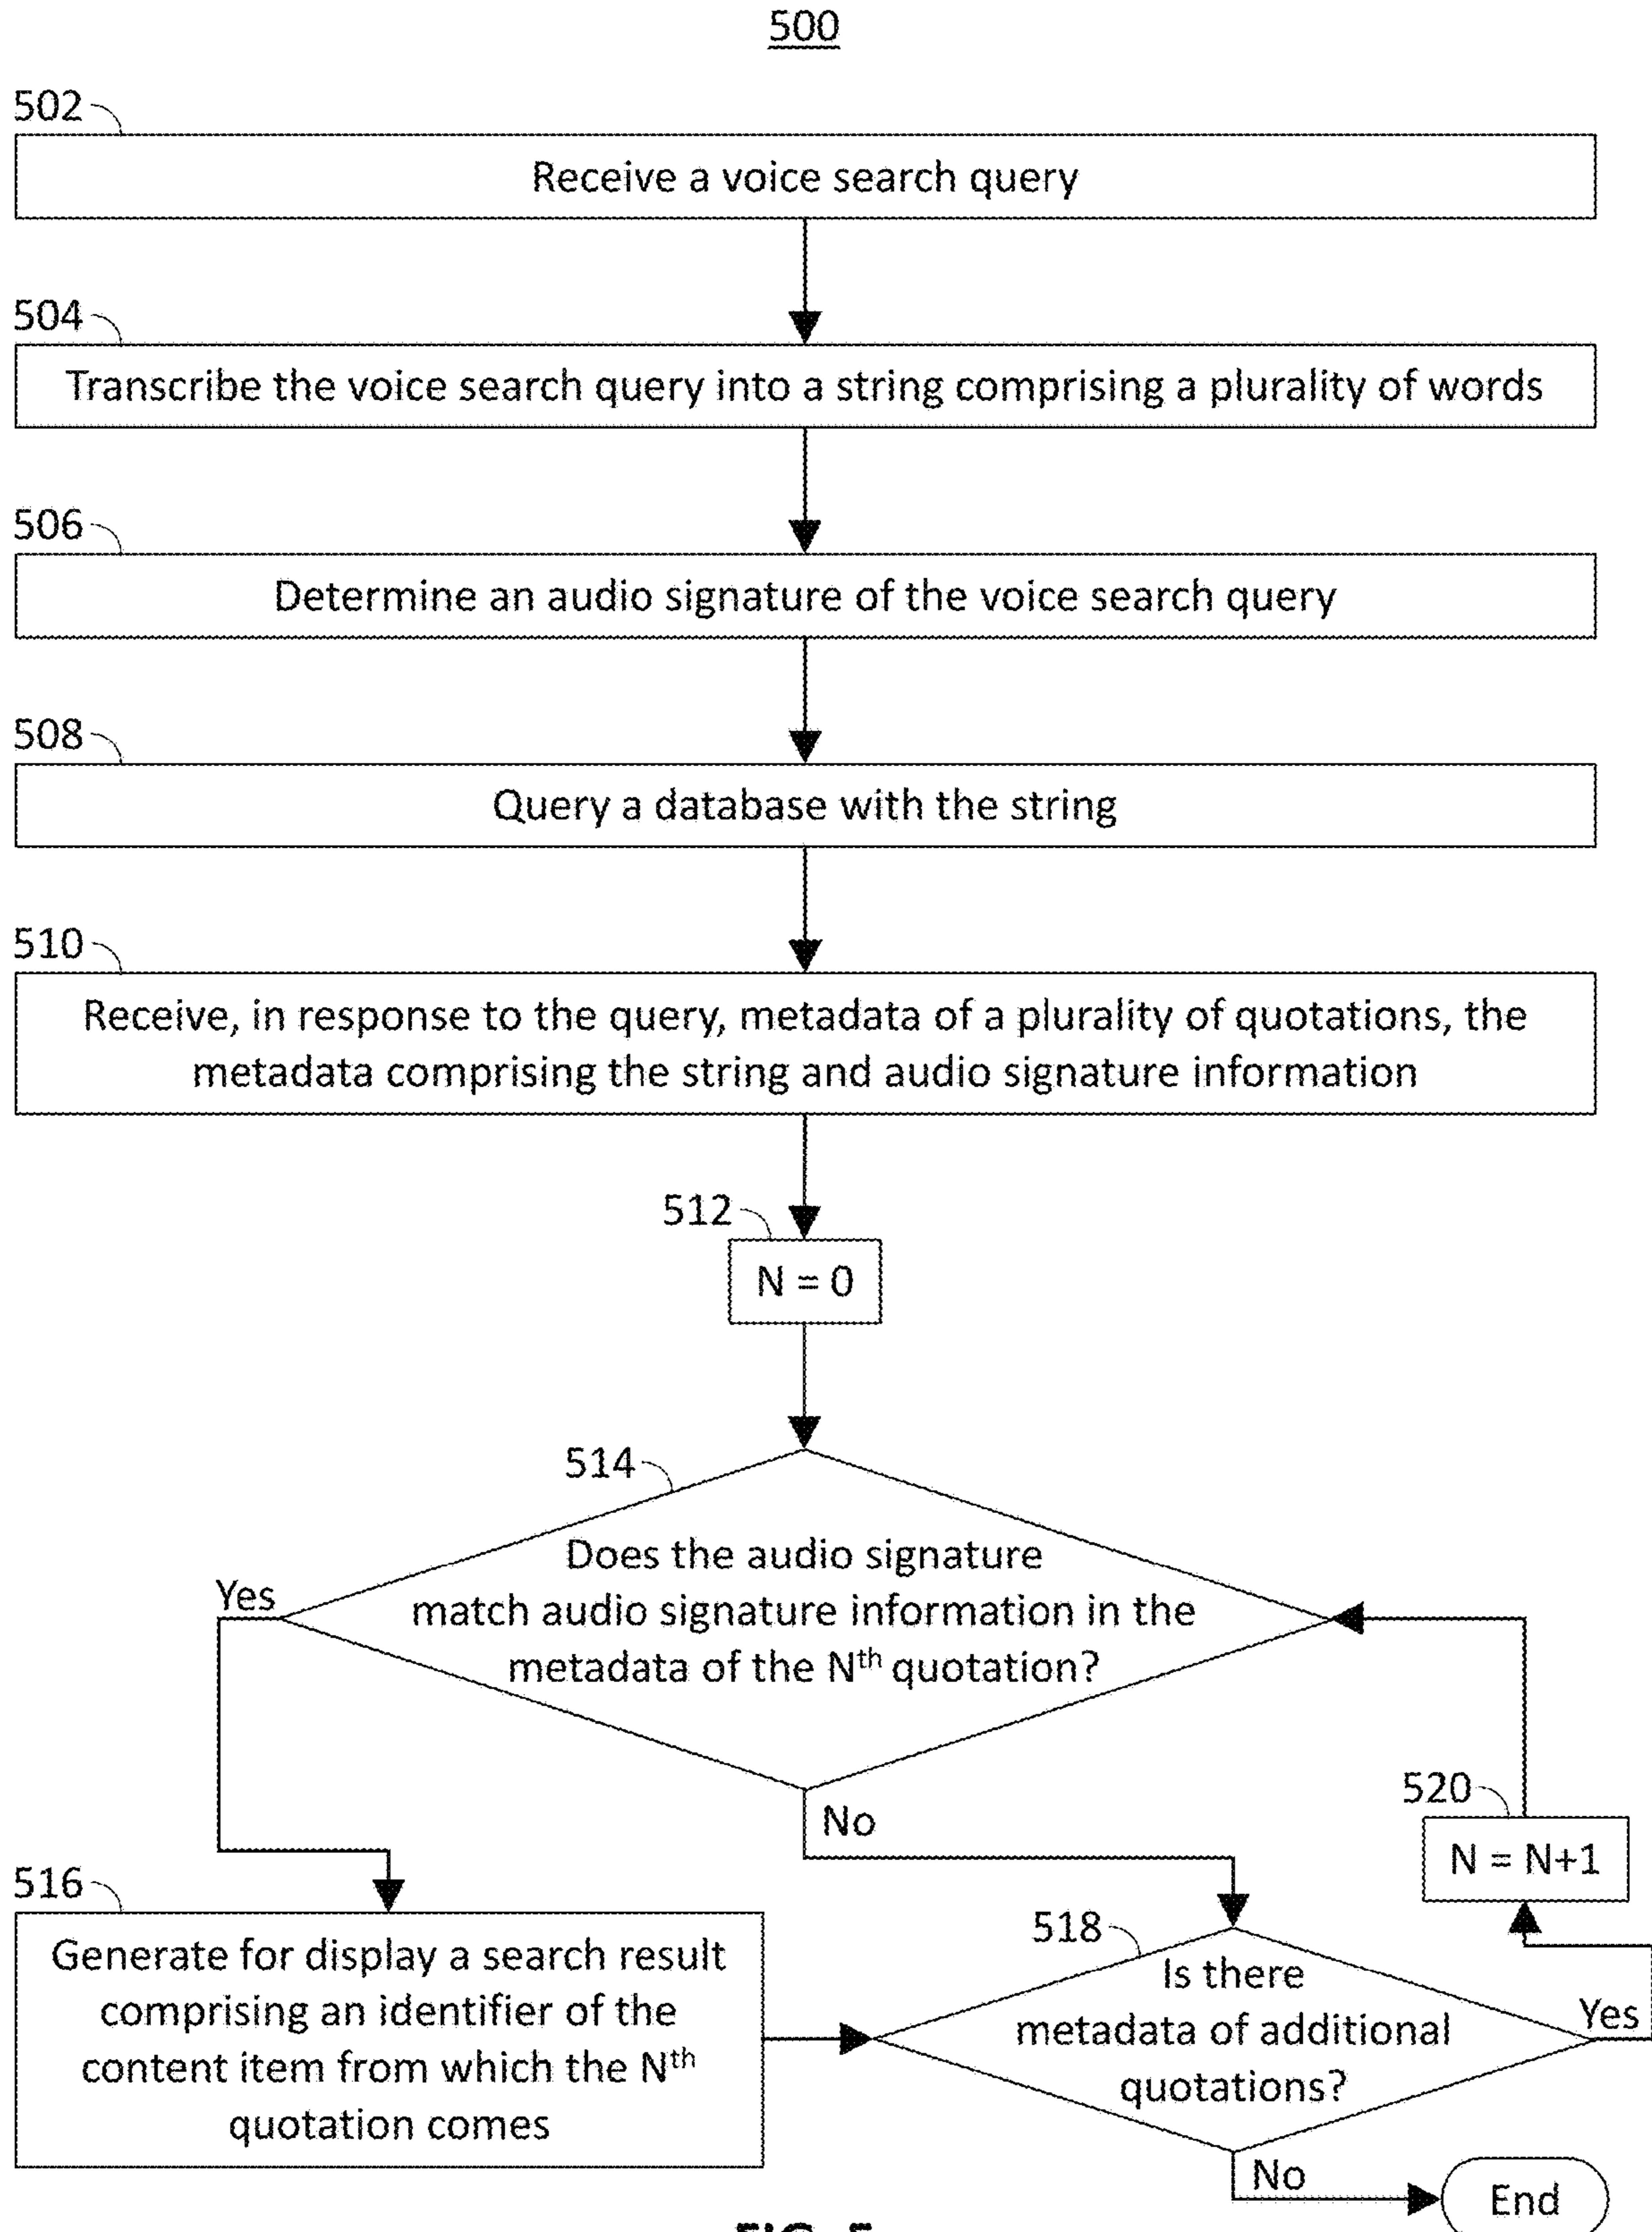 500
502
Receive a voice search query
504
Transcribe the voice search query into a string comprising a plurality of words
506
Determine an audio signature of the voice search query
508
Query a database with the string
510
Receive, in response to the query, metadata of a plurality of quotations, the
metadata comprising the string and audio signature information
512
N = 0
514
Does the audio signature
match audio signature information in the
metadata of the Nth quotation?
Yes
No
520
N = N+1
516
Generate for display a search result
comprising an identifier of the
content item from which the Nth
quotation comes
518
Is there
metadata of additional
quotations?
Yes
No
End